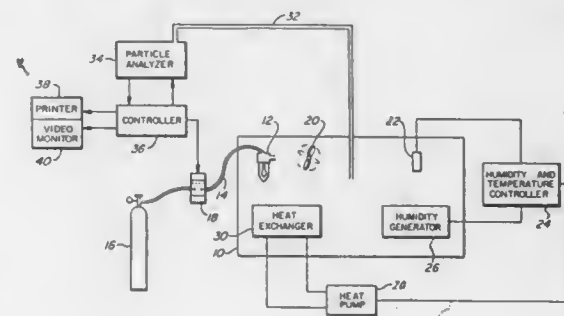 32
34
PARTICLE
ANALYZER
38
PRINTER
VIDEO
MONITOR
40
CONTROLLER
36
12
20
22
14
18
16
HEAT
EXCHANGER
30
10
HUMIDITY
GENERATOR
26
HUMIDITY AND
TEMPERATURE
CONTROLLER
24
HEAT
PUMP
28